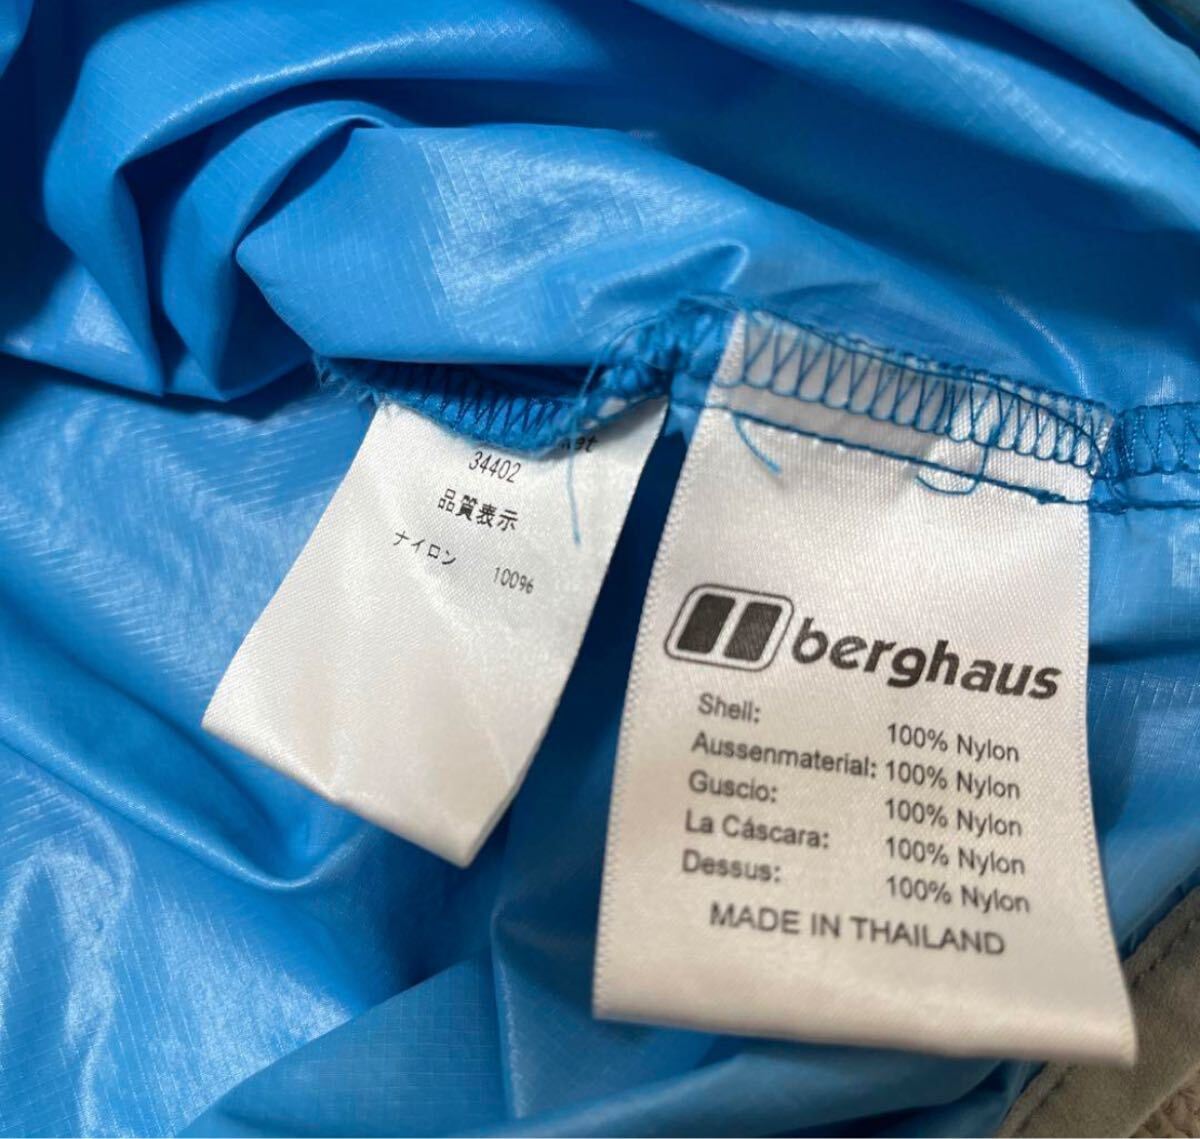 34402
品質表示
ナイロン 100%
berghaus
Shell: 100% Nylon
Aussenmaterial: 100% Nylon
Guscio: 100% Nylon
La Cáscara: 100% Nylon
Dessus: 100% Nylon
MADE IN THAILAND